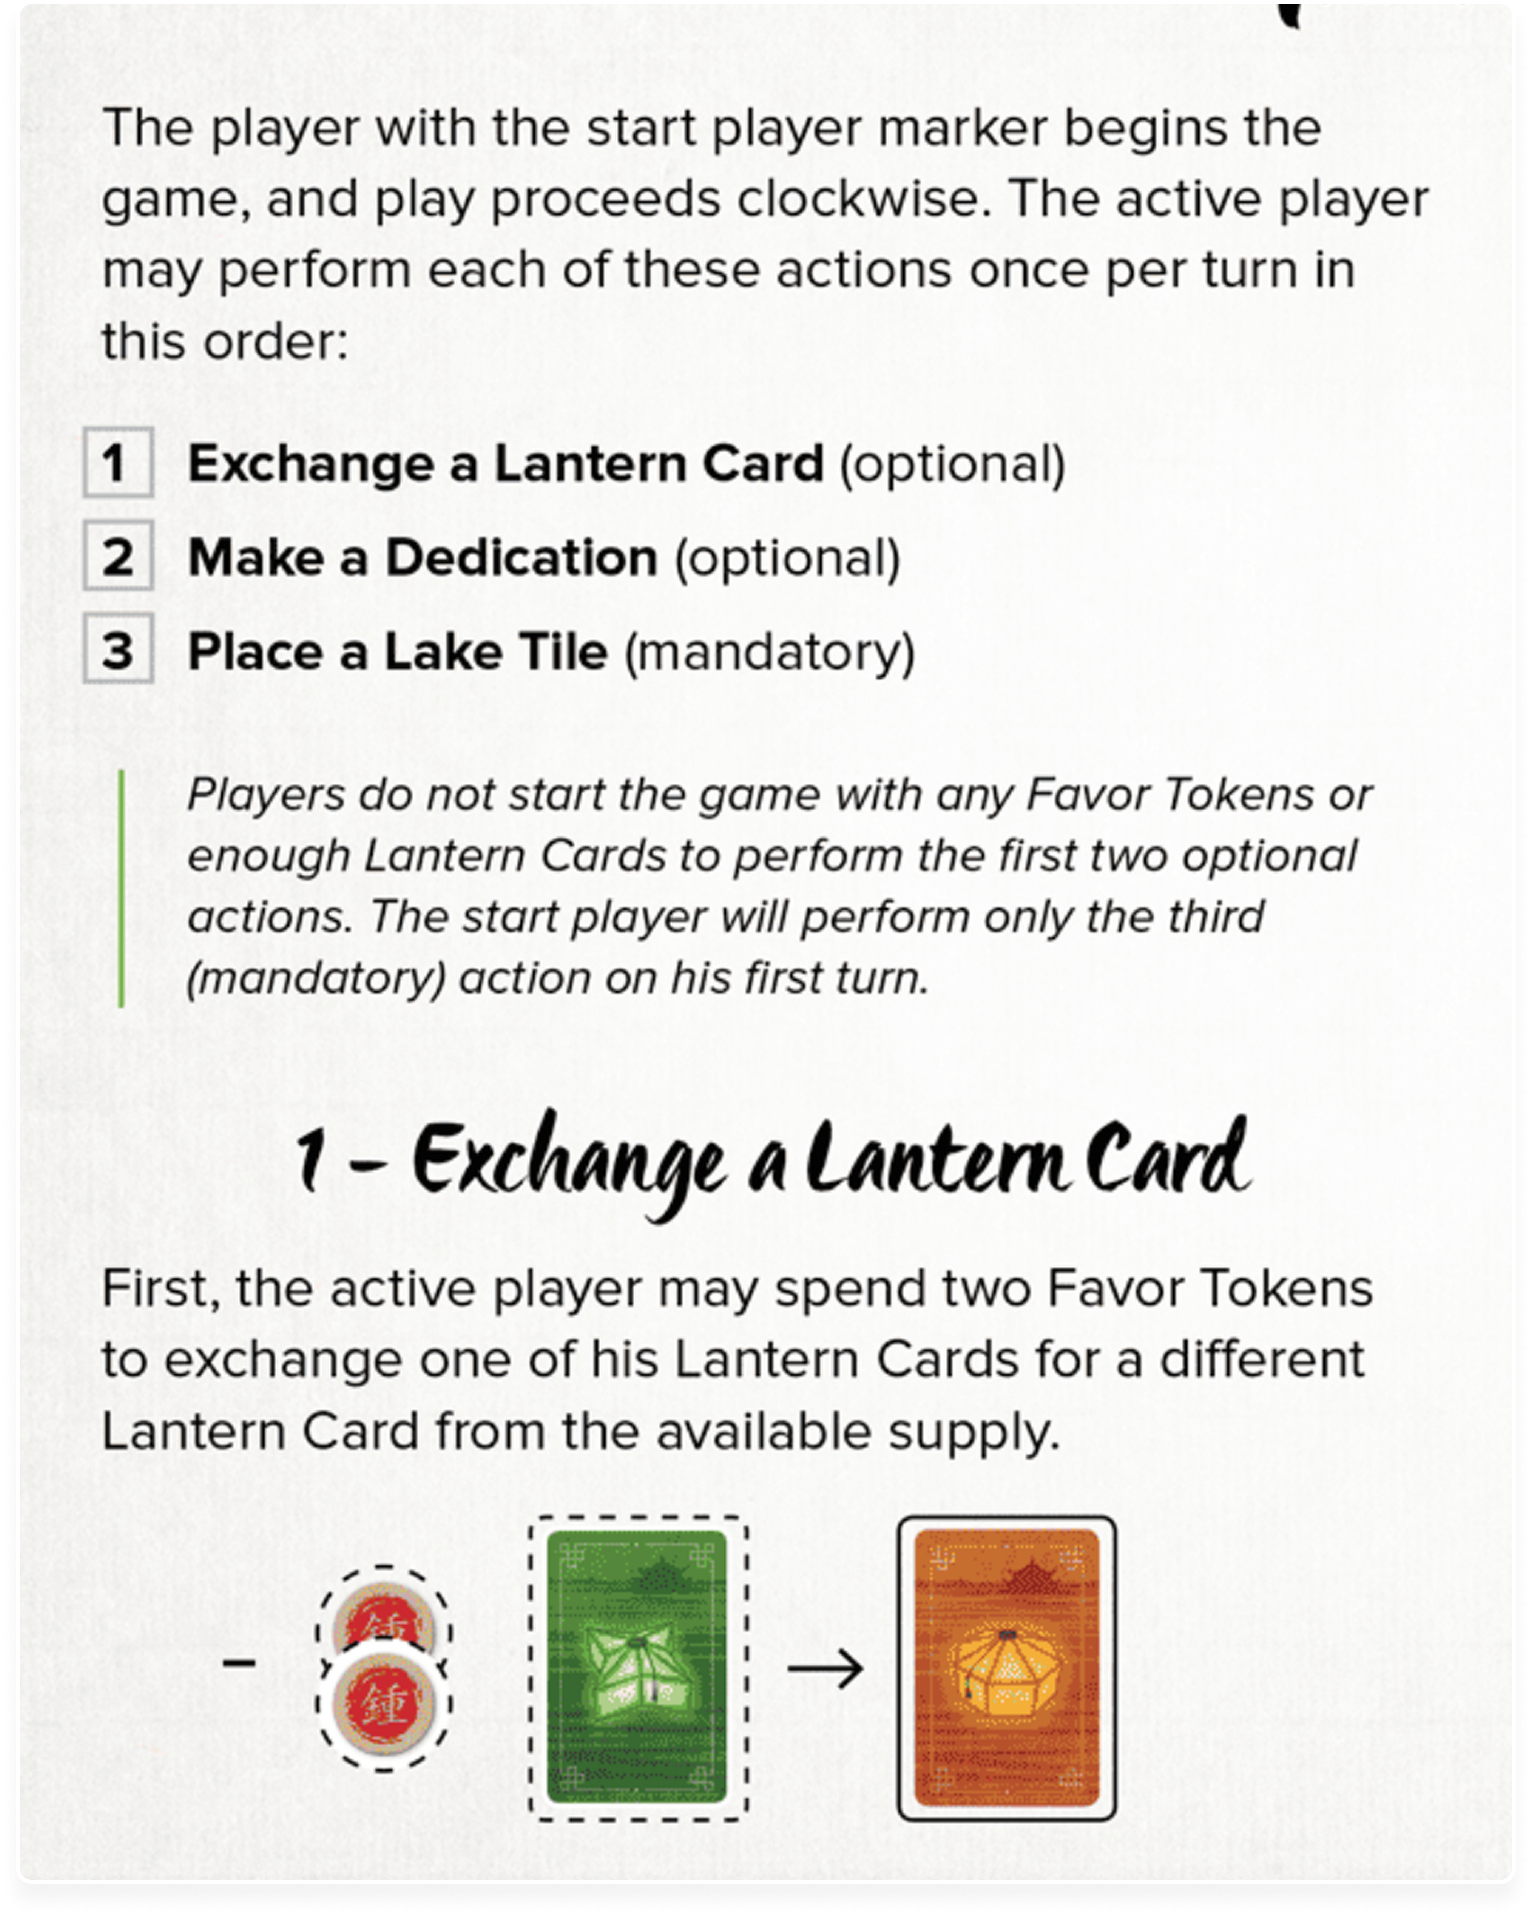 The player with the start player marker begins the
game, and play proceeds clockwise. The active player
may perform each of these actions once per turn in
this order:
1 Exchange a Lantern Card (optional)
2 Make a Dedication (optional)
3 Place a Lake Tile (mandatory)
Players do not start the game with any Favor Tokens or
enough Lantern Cards to perform the first two optional
actions. The start player will perform only the third
(mandatory) action on his first turn.
1 - Exchange a Lantern Card
First, the active player may spend two Favor Tokens
to exchange one of his Lantern Cards for a different
Lantern Card from the available supply.
鍾